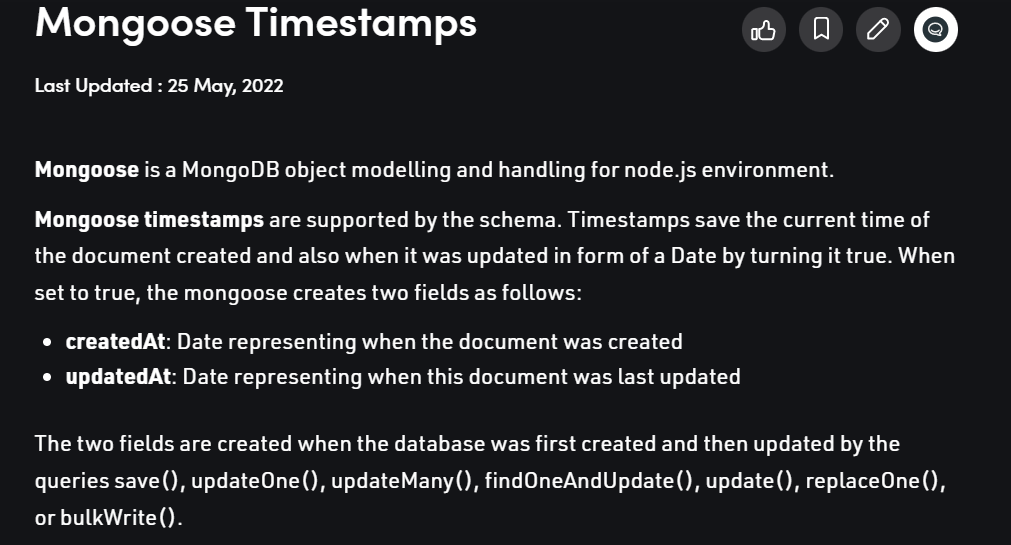 Mongoose Timestamps
Last Updated : 25 May, 2022
Mongoose is a MongoDB object modelling and handling for node.js environment.
Mongoose timestamps are supported by the schema. Timestamps save the current time of
the document created and also when it was updated in form of a Date by turning it true. When
set to true, the mongoose creates two fields as follows:
• createdAt: Date representing when the document was created
• updatedAt: Date representing when this document was last updated
The two fields are created when the database was first created and then updated by the
queries save(), updateOne(), updateMany(), findOneAndUpdate(), update(), replaceOne(),
or bulkWrite().